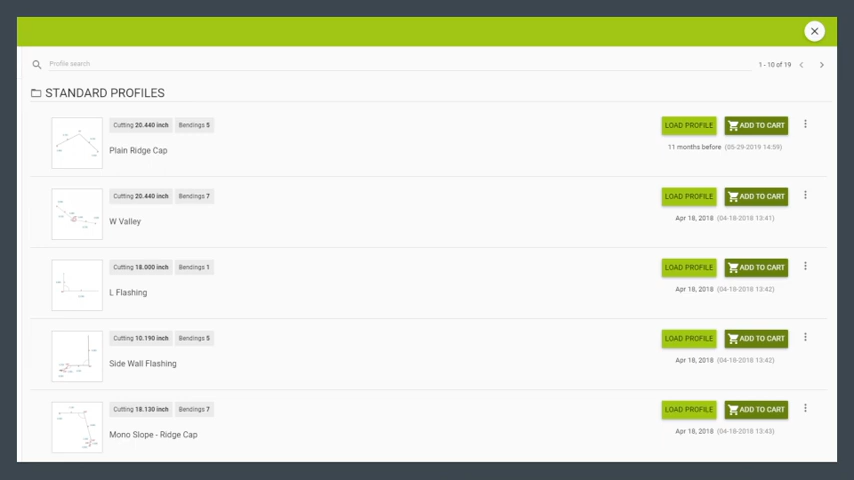 Profile search
1 - 10 of 19
STANDARD PROFILES
Cutting 20.440 inch Bendings 5
LOAD PROFILE ADD TO CART
Plain Ridge Cap
11 months before (05-29-2019 14:59)
Cutting 20.440 inch Bendings 7
LOAD PROFILE ADD TO CART
W Valley
Apr 18, 2018 (04-18-2018 13:41)
Cutting 18.000 inch Bendings 1
LOAD PROFILE ADD TO CART
L Flashing
Apr 18, 2018 (04-18-2018 13:42)
Cutting 10.190 inch Bendings 5
LOAD PROFILE ADD TO CART
Side Wall Flashing
Apr 18, 2018 (04-18-2018 13:42)
Cutting 18.130 inch Bendings 7
LOAD PROFILE ADD TO CART
Mono Slope - Ridge Cap
Apr 18, 2018 (04-18-2018 13:43)